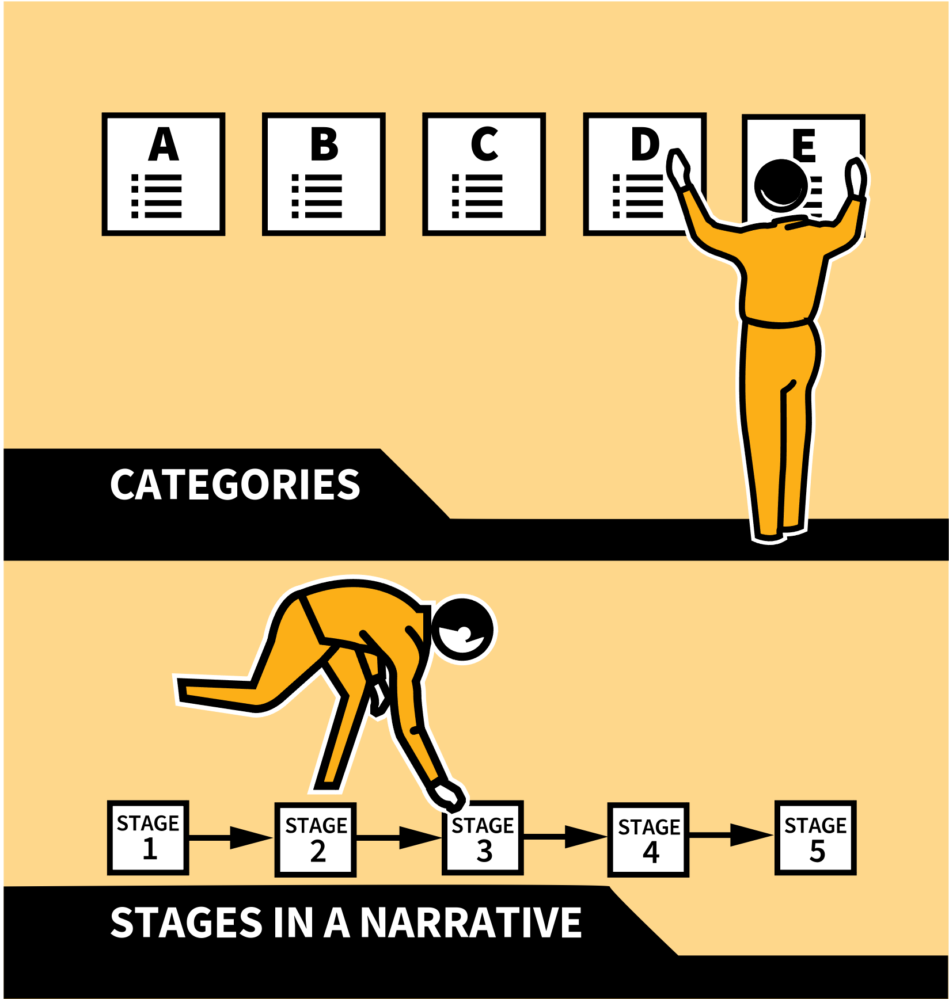 A B C D E
CATEGORIES
STAGE STAGE STAGE STAGE STAGE
1 2 3 4 5
STAGES IN A NARRATIVE